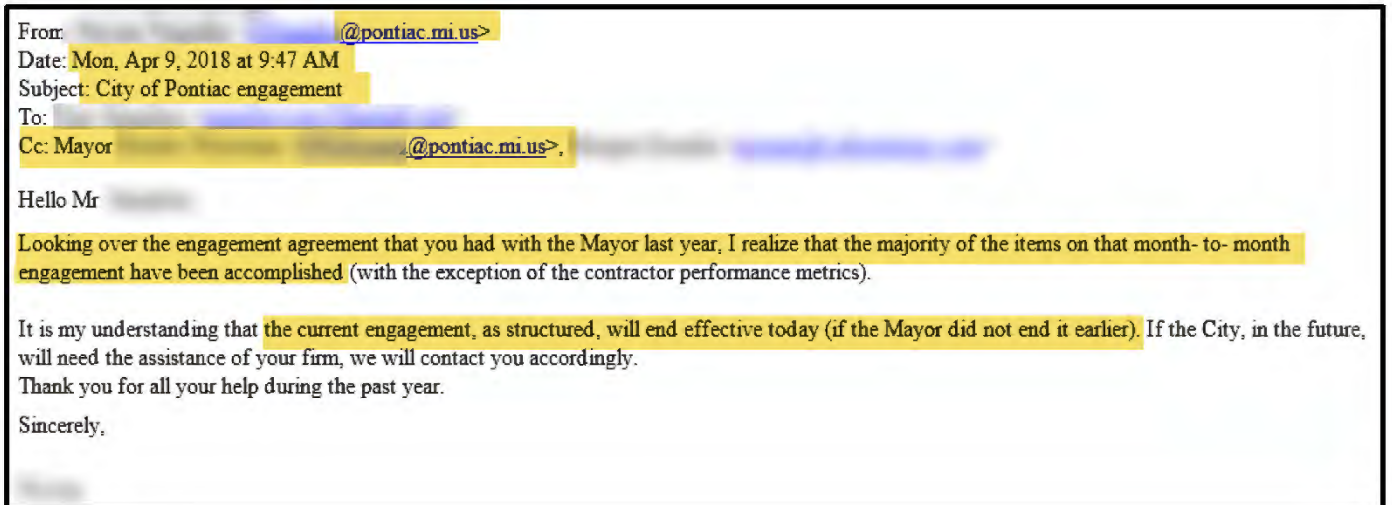 From
@pontiac.mi.us>
Date: Mon, Apr 9, 2018 at 9:47 AM
Subject: City of Pontiac engagement
To:
Cc: Mayor @pontiac.mi.us>,
Hello Mr
Looking over the engagement agreement that you had with the Mayor last year, I realize that the majority of the items on that month- to- month
engagement have been accomplished (with the exception of the contractor performance metrics).
It is my understanding that the current engagement, as structured, will end effective today (if the Mayor did not end it earlier). If the City, in the future,
will need the assistance of your firm, we will contact you accordingly.
Thank you for all your help during the past year.
Sincerely,